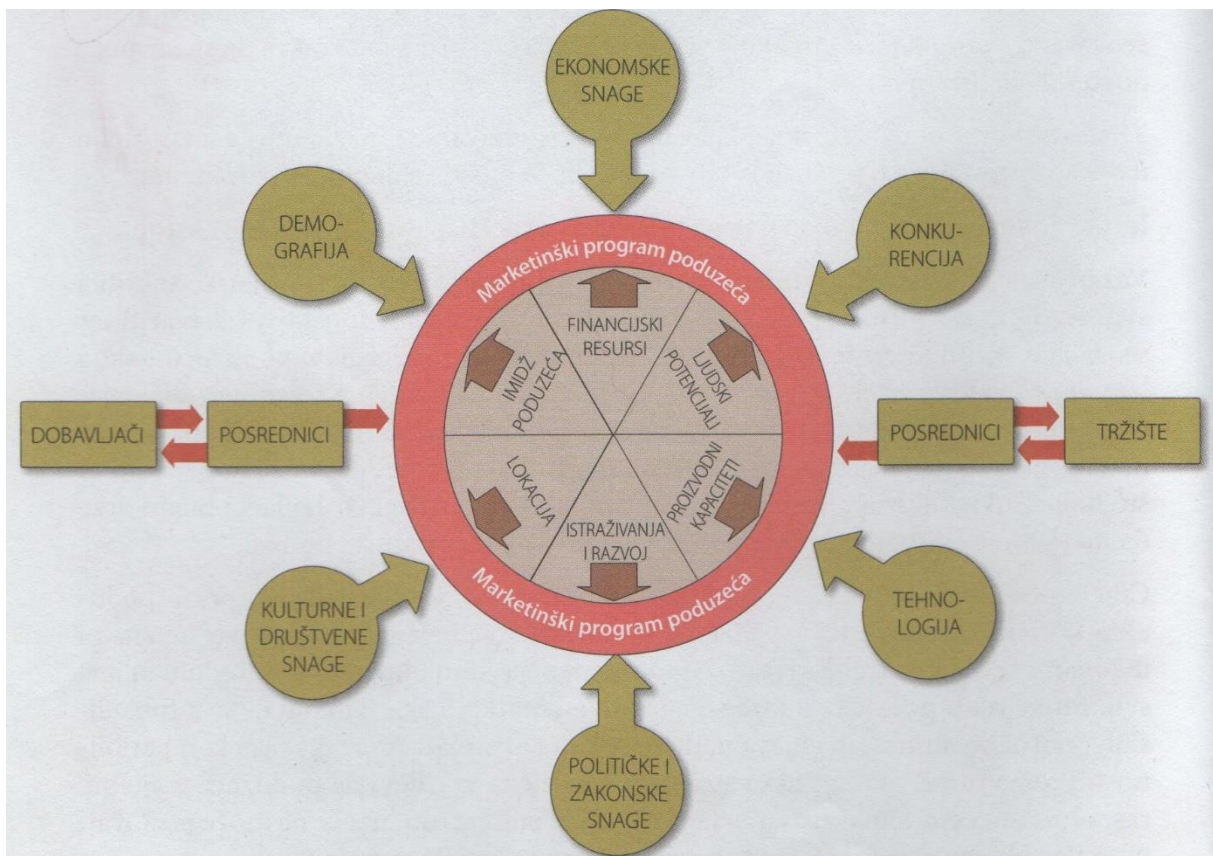 EKONOMSKE
SNAGE
DEMO-
GRAFIJA
KONKU-
RENCIJA
Marketinški program poduzeća
FINANCIJSKI
RESURSI
IMIDŽ
PODUZEĆA
LJUDSKI
POTENCIJALI
DOBAVLJAČI
POSREDNICI
POSREDNICI
TRŽIŠTE
LOKACIJA
ISTRAŽIVANJA
I RAZVOJ
PROIZVODNI
KAPACITETI
Marketinški program poduzeća
KULTURNE I
DRUŠTVENE
SNAGE
TEHNO-
LOGIJA
POLITIČKE I
ZAKONSKE
SNAGE